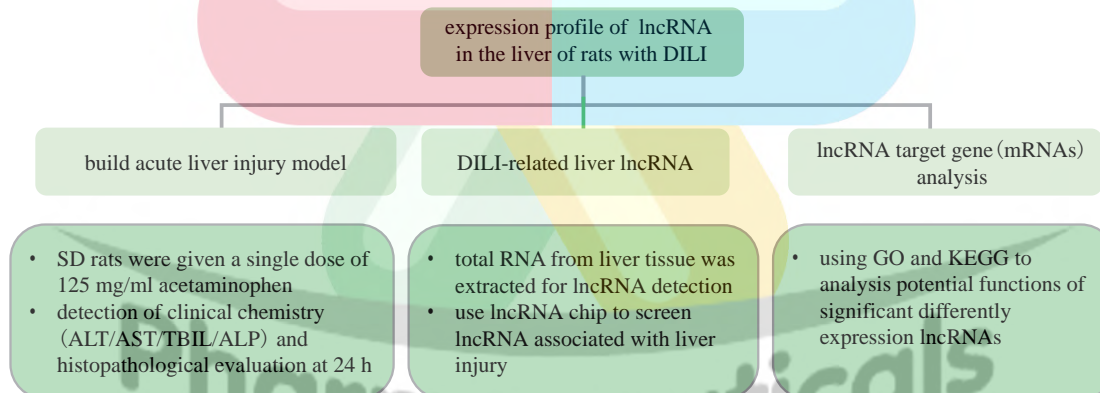 expression profile of lncRNA
in the liver of rats with DILI
build acute liver injury model
DILI-related liver lncRNA
lncRNA target gene（mRNAs）
analysis
• SD rats were given a single dose of
125 mg/ml acetaminophen
• detection of clinical chemistry
（ALT/AST/TBIL/ALP） and
histopathological evaluation at 24 h
• total RNA from liver tissue was
extracted for lncRNA detection
• use lncRNA chip to screen
lncRNA associated with liver
injury
• using GO and KEGG to
analysis potential functions of
significant differently
expression lncRNAs